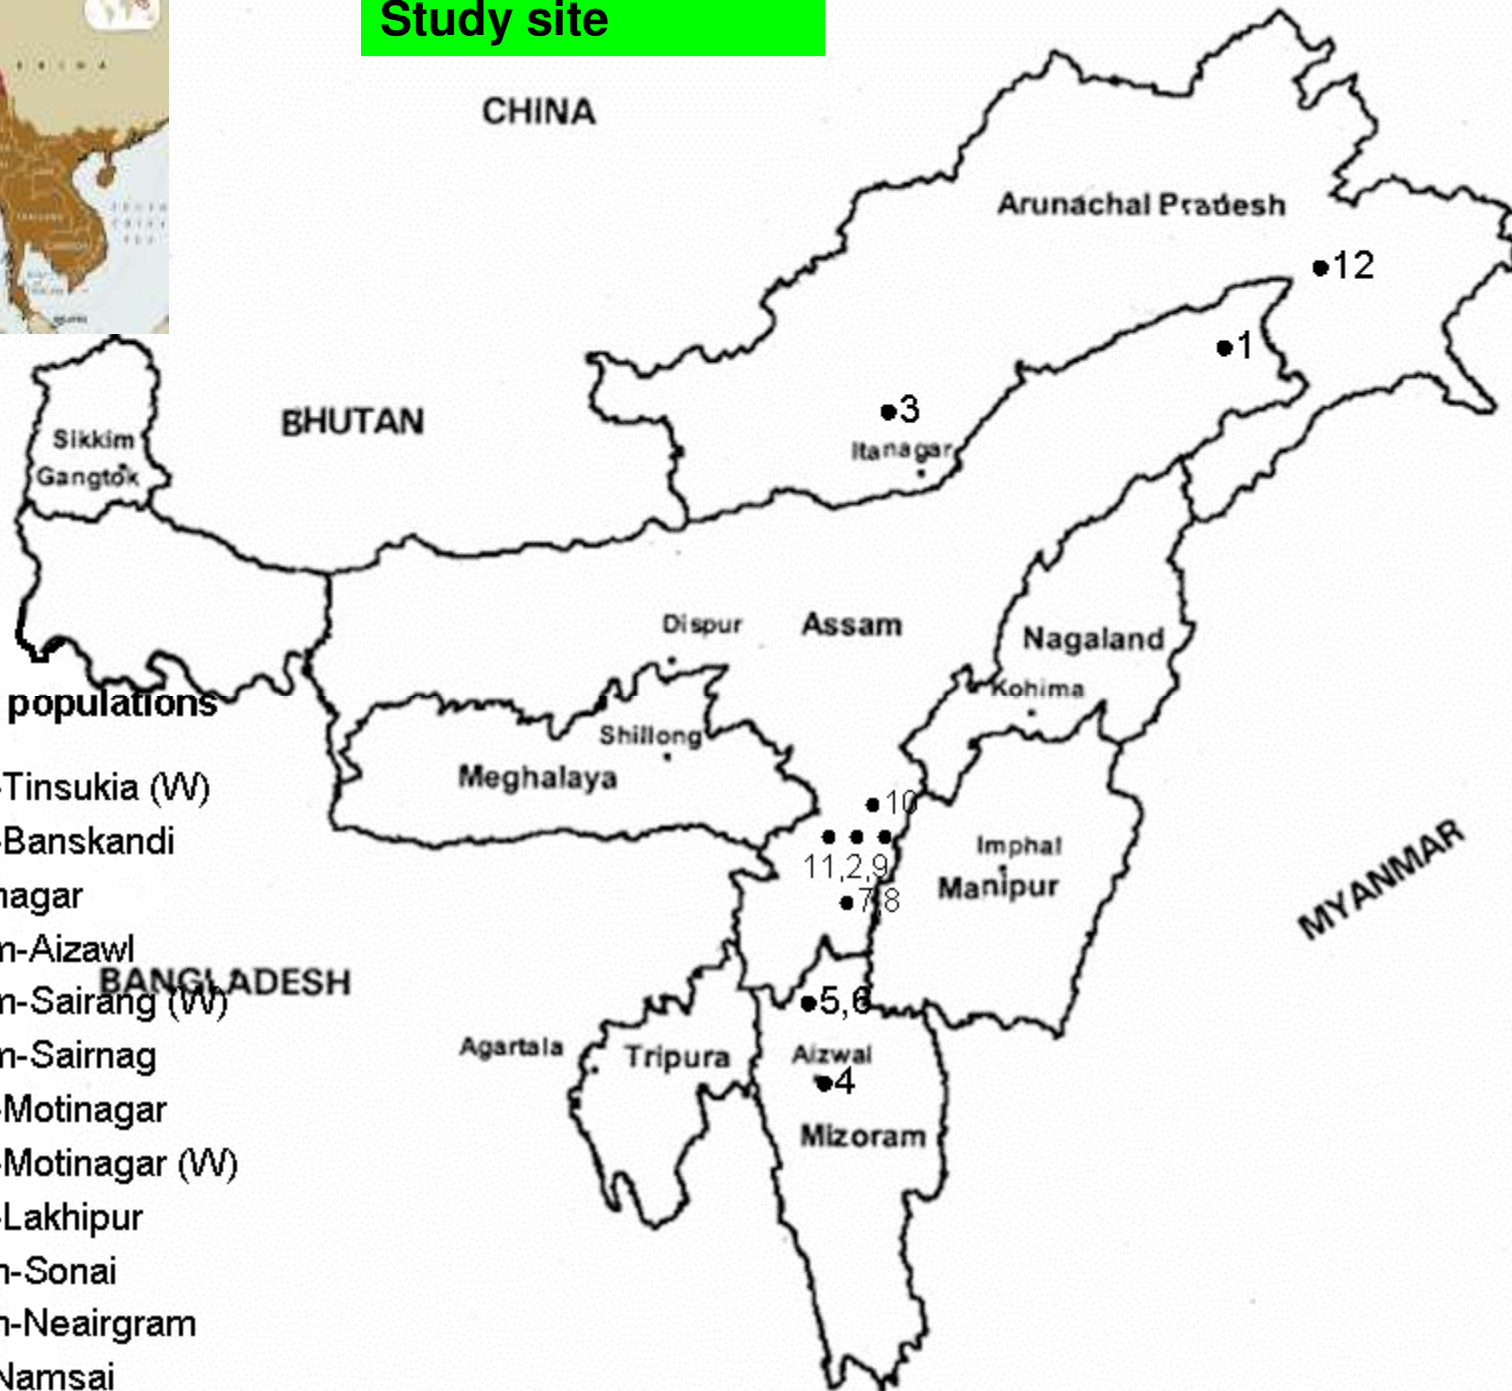 Study site
CHINA
Arunachal Pradesh
12
1
3
Itanagar
BHUTAN
Sikkim
Gangtok
Dispur
Assam
Nagaland
Kohima
Shillong
Meghalaya
10
11,2,9
7,8
Imphal
Manipur
MYANMAR
5,6
BANGLADESH
Agartala
Tripura
Aizwal
4
Mizoram
populations
-Tinsukia (W)
-Banskandi
nagar
m-Aizawl
m-Sairang (W)
m-Sairnag
-Motinagar
-Motinagar (W)
-Lakhipur
n-Sonai
n-Neairgram
Namsai